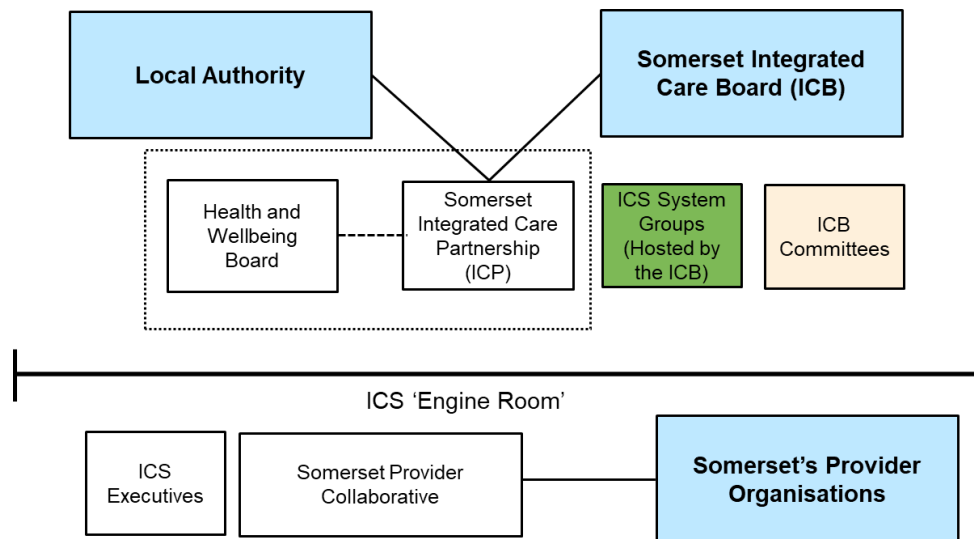 Local Authority
Somerset Integrated
Care Board (ICB)
Health and
Wellbeing
Board
Somerset
Integrated Care
Partnership
(ICP)
ICS System
Groups
(Hosted by
the ICB)
ICB
Committees
ICS ‘Engine Room’
ICS
Executives
Somerset Provider
Collaborative
Somerset’s Provider
Organisations